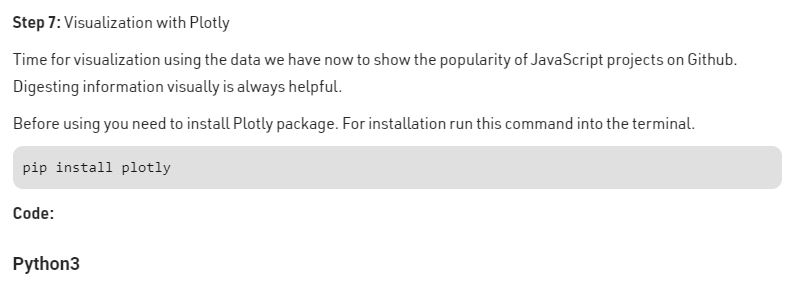 Step 7: Visualization with Plotly
Time for visualization using the data we have now to show the popularity of JavaScript projects on Github.
Digesting information visually is always helpful.
Before using you need to install Plotly package. For installation run this command into the terminal.
pip install plotly
Code:
Python3